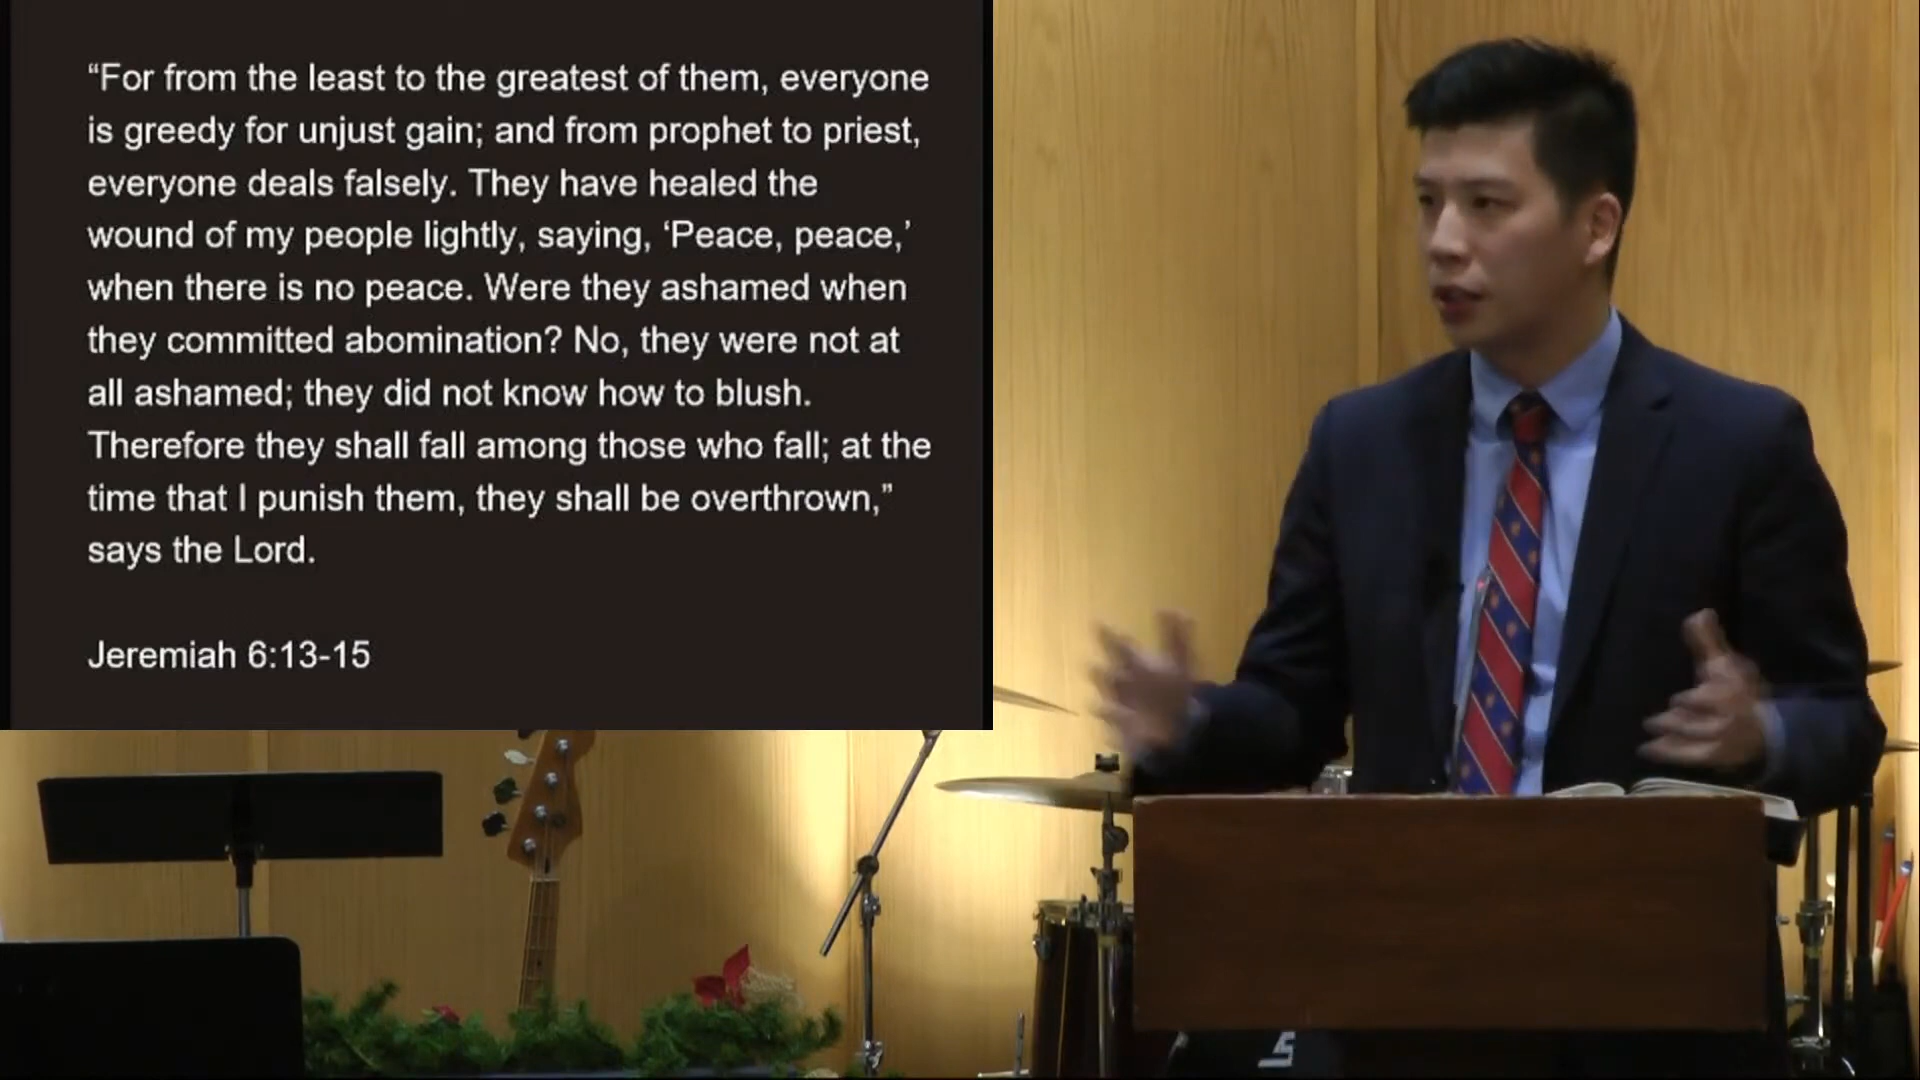 “For from the least to the greatest of them, everyone
is greedy for unjust gain; and from prophet to priest,
everyone deals falsely. They have healed the
wound of my people lightly, saying, ‘Peace, peace,’
when there is no peace. Were they ashamed when
they committed abomination? No, they were not at
all ashamed; they did not know how to blush.
Therefore they shall fall among those who fall; at the
time that I punish them, they shall be overthrown,”
says the Lord.
Jeremiah 6:13-15